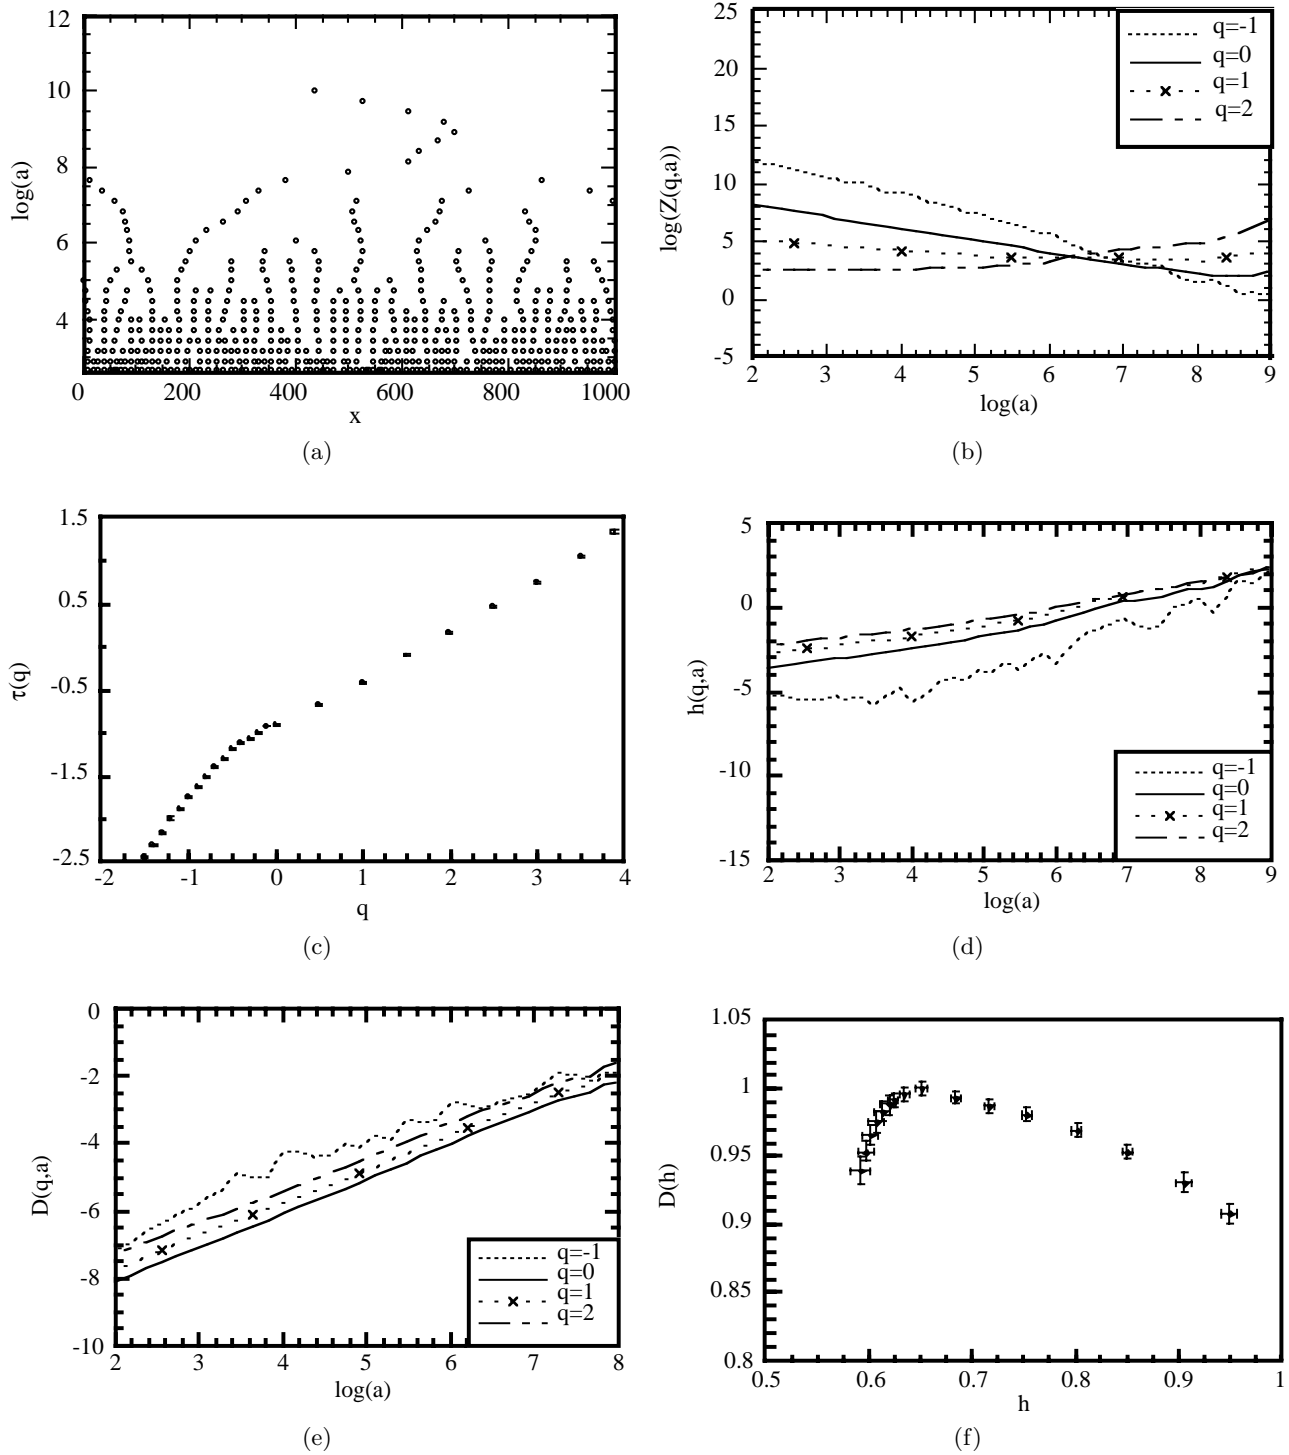 12
10
8
6
4
log(a)
0 200 400 600 800 1000
x
(a)
25
20
15
10
5
0
-5
log(Z(q,a))
q=-1
q=0
q=1
q=2
2 3 4 5 6 7 8 9
log(a)
(b)
1.5
0.5
-0.5
-1.5
-2.5
τ(q)
-2 -1 0 1 2 3 4
q
(c)
5
0
-5
-10
-15
h(q,a)
q=-1
q=0
q=1
q=2
2 3 4 5 6 7 8 9
log(a)
(d)
0
-2
-4
-6
-8
-10
D(q,a)
q=-1
q=0
q=1
q=2
2 3 4 5 6 7 8
log(a)
(e)
1.05
1
0.95
0.9
0.85
0.8
D(h)
0.5 0.6 0.7 0.8 0.9 1
h
(f)